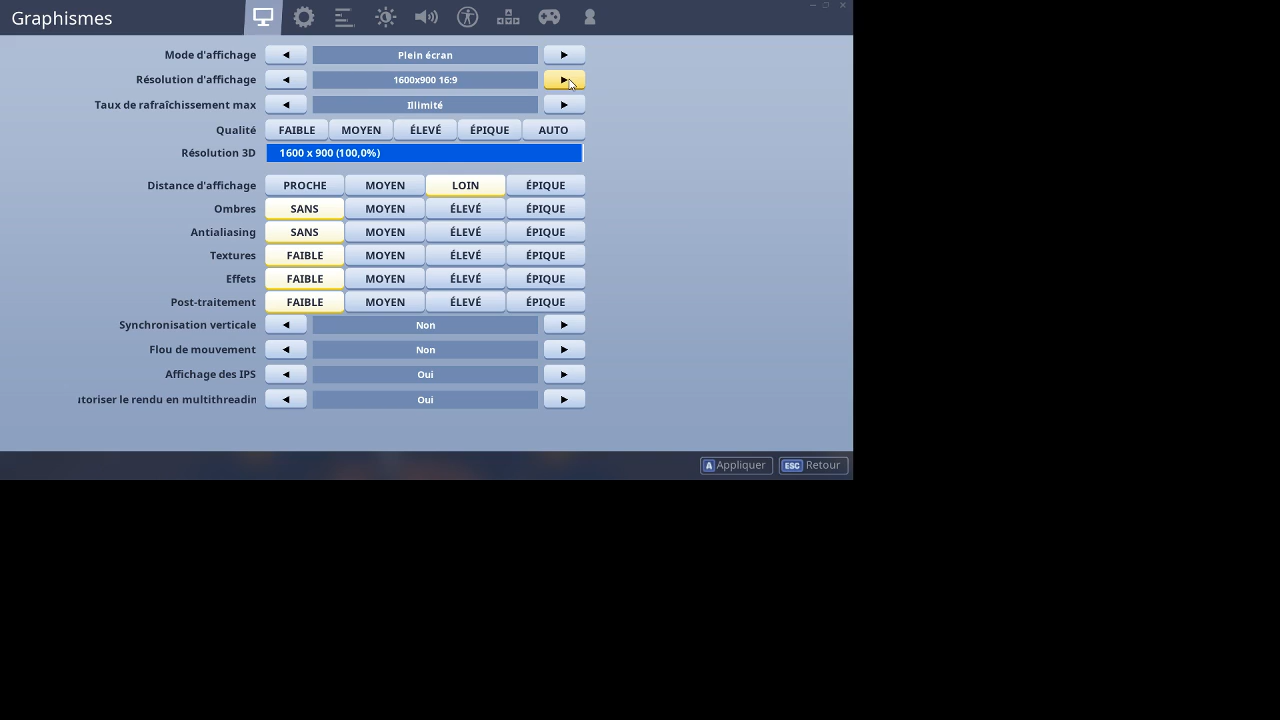 Graphismes
Mode d'affichage ◄ Plein écran ►
Résolution d'affichage ◄ 1600x900 16:9 ►
Taux de rafraîchissement max ◄ Illimité ►
Qualité FAIBLE MOYEN ÉLEVÉ ÉPIQUE AUTO
Résolution 3D 1600 x 900 (100,0%)
Distance d'affichage PROCHE MOYEN LOIN ÉPIQUE
Ombres SANS MOYEN ÉLEVÉ ÉPIQUE
Antialiasing SANS MOYEN ÉLEVÉ ÉPIQUE
Textures FAIBLE MOYEN ÉLEVÉ ÉPIQUE
Effets FAIBLE MOYEN ÉLEVÉ ÉPIQUE
Post-traitement FAIBLE MOYEN ÉLEVÉ ÉPIQUE
Synchronisation verticale ◄ Non ►
Flou de mouvement ◄ Non ►
Affichage des IPS ◄ Oui ►
utoriser le rendu en multithreadin ◄ Oui ►
A Appliquer ESC Retour